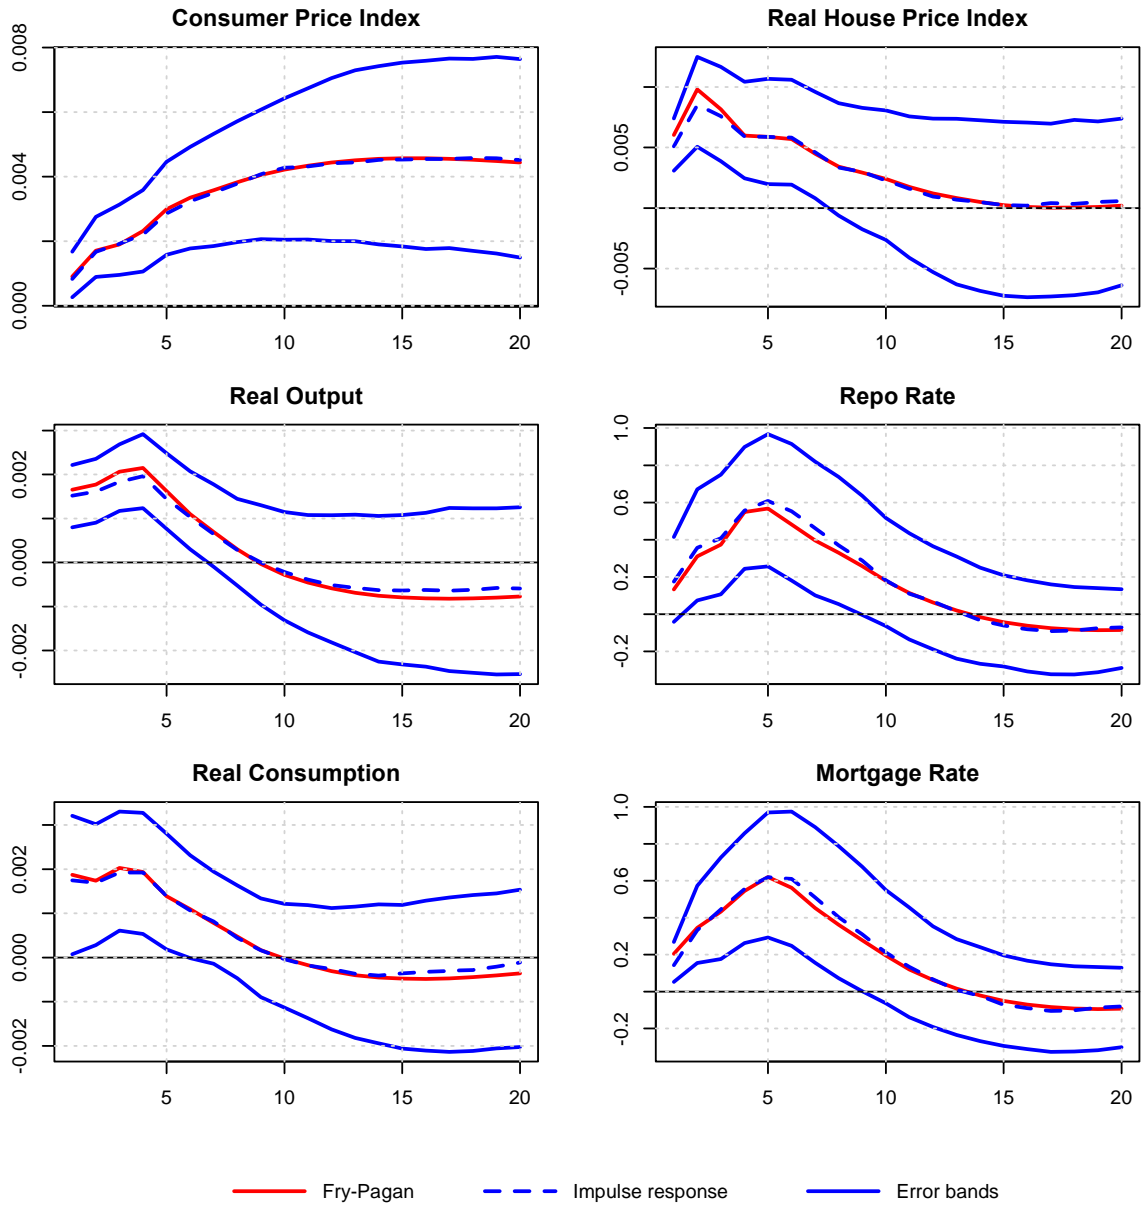 Consumer Price Index
0.000 0.004 0.008
5 10 15 20
Real House Price Index
-0.005 0.005
5 10 15 20
Real Output
-0.002 0.000 0.002
5 10 15 20
Repo Rate
-0.2 0.2 0.6 1.0
5 10 15 20
Real Consumption
-0.002 0.000 0.002
5 10 15 20
Mortgage Rate
-0.2 0.2 0.6 1.0
5 10 15 20
Fry-Pagan Impulse response Error bands